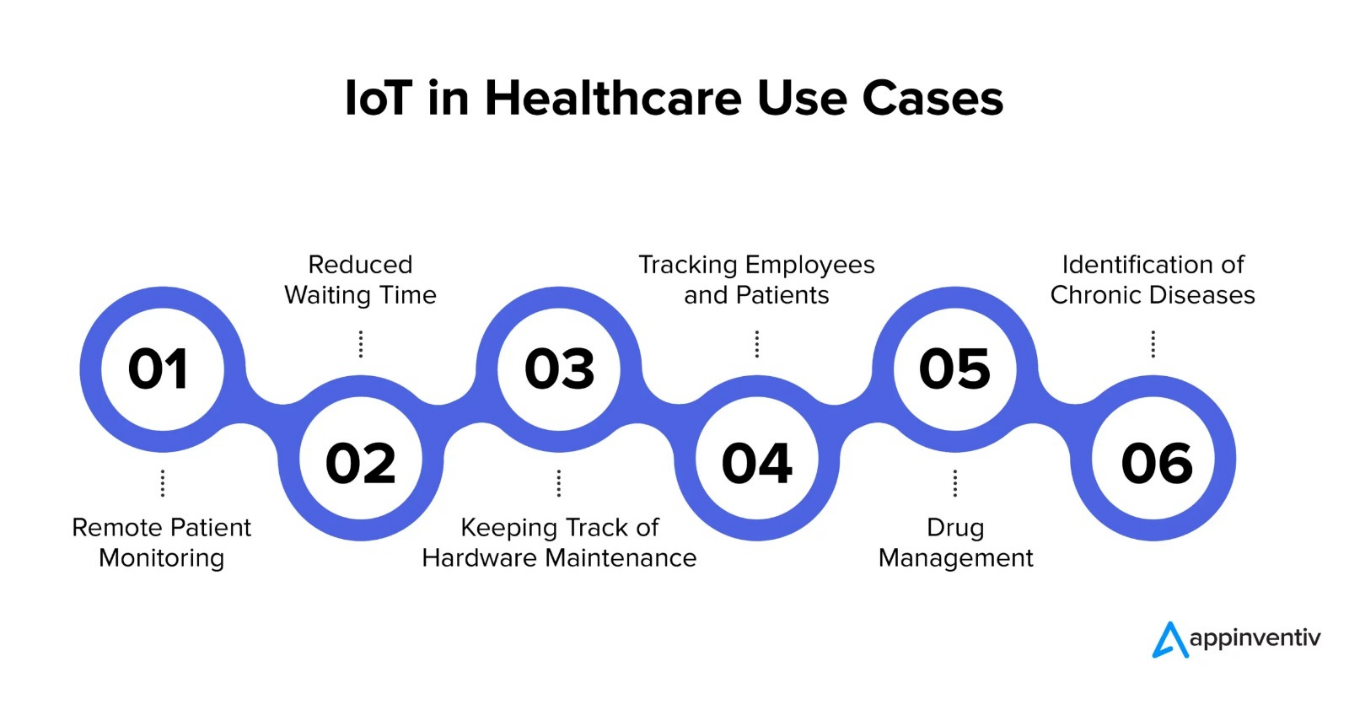 IoT in Healthcare Use Cases
01
Remote Patient
Monitoring
Reduced
Waiting Time
02
03
Keeping Track of
Hardware Maintenance
Tracking Employees
and Patients
04
05
Drug
Management
Identification of
Chronic Diseases
06
appinventiv